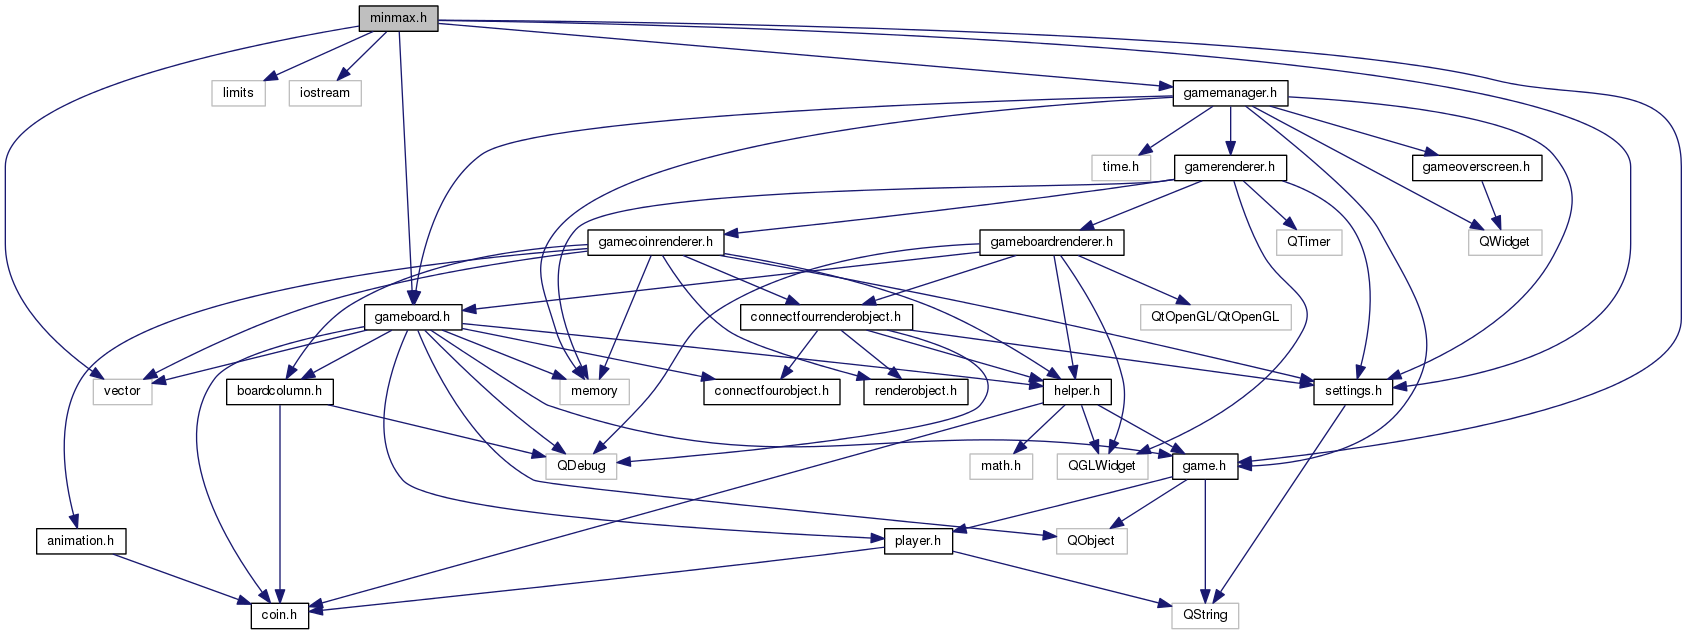 minmax.h
limits
iostream
gamemanager.h
time.h
gamerenderer.h
gameoverscreen.h
gamecoinrenderer.h
gameboardrenderer.h
QTimer
QWidget
gameboard.h
connectfourrenderobject.h
QtOpenGL/QtOpenGL
vector
boardcolumn.h
memory
connectfourobject.h
renderobject.h
helper.h
settings.h
QDebug
math.h
QGLWidget
game.h
animation.h
player.h
QObject
coin.h
QString